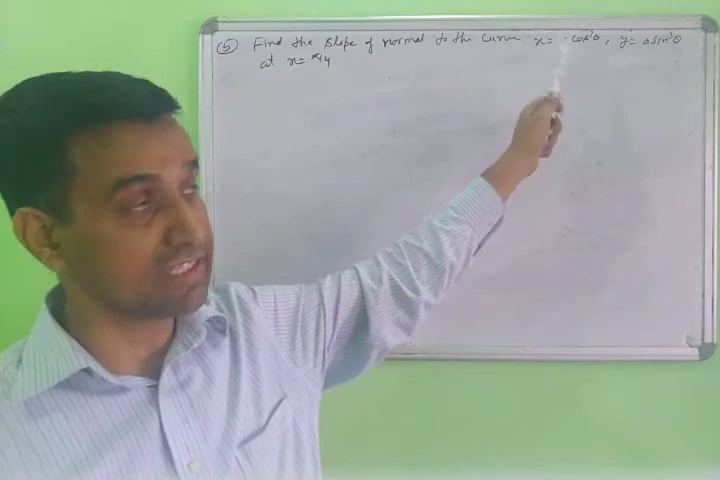 ⑤ Find the slope of normal to the curve x = cos³θ, y = a sin³θ
at x = π/4